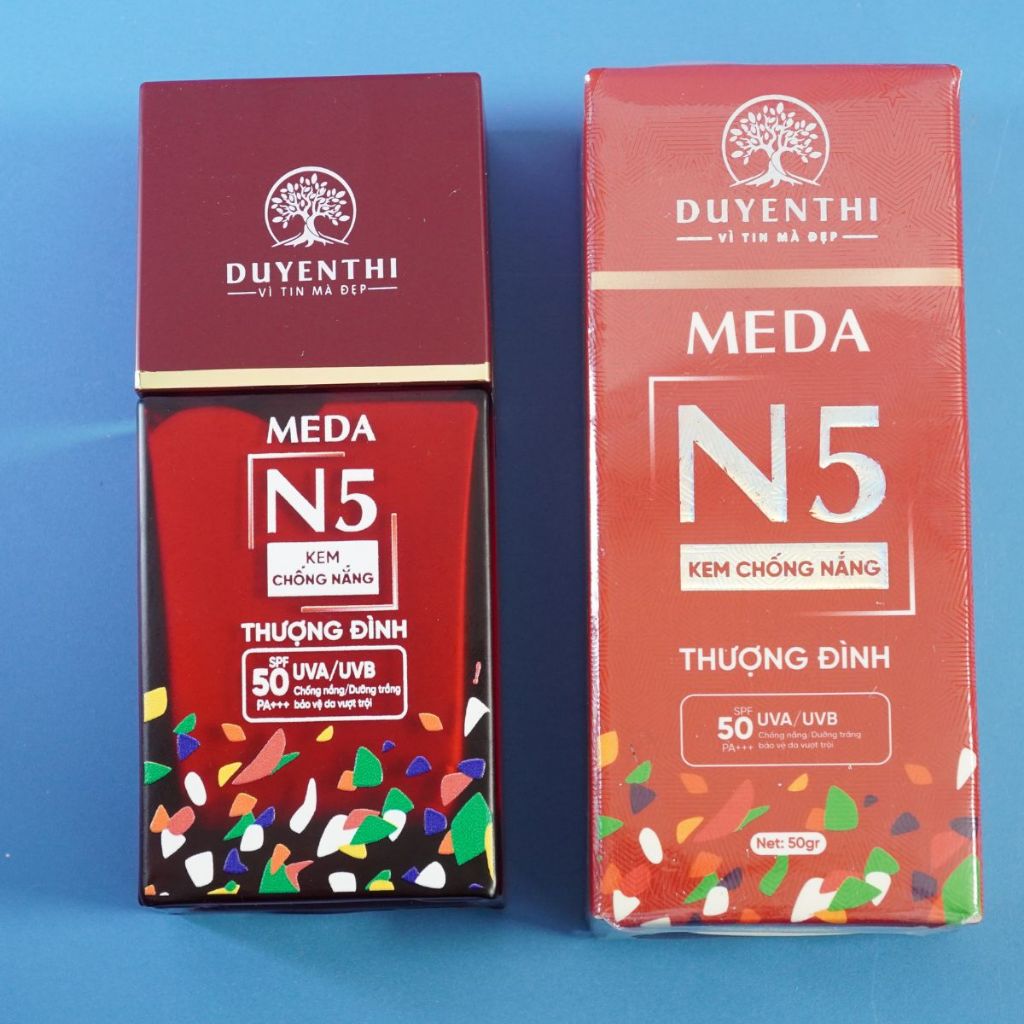 DUYENTHI
VÌ TIN MÀ ĐẸP
MEDA
N5
KEM
CHỐNG NẮNG
THƯỢNG ĐÌNH
SPF
50
PA+++
UVA/UVB
Chống nắng/Dưỡng trắng
bảo vệ da vượt trội
DUYENTHI
VÌ TIN MÀ ĐẸP
MEDA
N5
KEM CHỐNG NẮNG
THƯỢNG ĐÌNH
SPF
50
PA+++
UVA/UVB
Chống nắng/Dưỡng trắng
bảo vệ da vượt trội
Net: 50gr